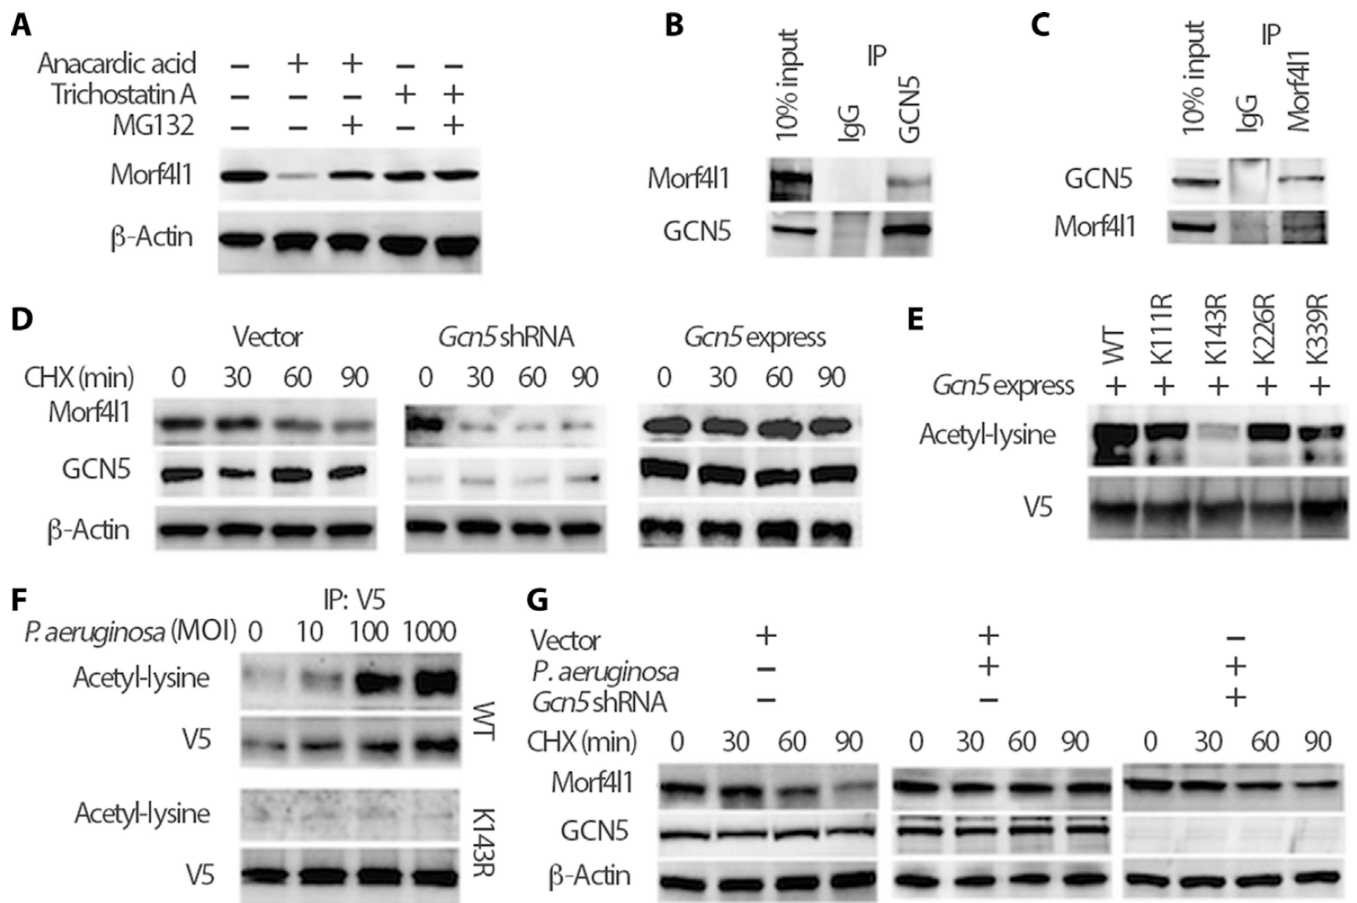 A
Anacardic acid – + + – –
Trichostatin A – – – + +
MG132 – – + – +
Morf4l1
β-Actin
B
IP
10% input IgG GCN5
Morf4l1
GCN5
C
IP
10% input IgG Morf4l1
GCN5
Morf4l1
D
Vector Gcn5 shRNA Gcn5 express
CHX (min) 0 30 60 90 0 30 60 90 0 30 60 90
Morf4l1
GCN5
β-Actin
E
WT K111R K143R K226R K339R
Gcn5 express + + + + +
Acetyl-lysine
V5
F
IP: V5
P. aeruginosa (MOI) 0 10 100 1000
Acetyl-lysine
V5
WT
Acetyl-lysine
V5
K143R
G
Vector + + –
P. aeruginosa – + +
Gcn5 shRNA – – +
CHX (min) 0 30 60 90 0 30 60 90 0 30 60 90
Morf4l1
GCN5
β-Actin